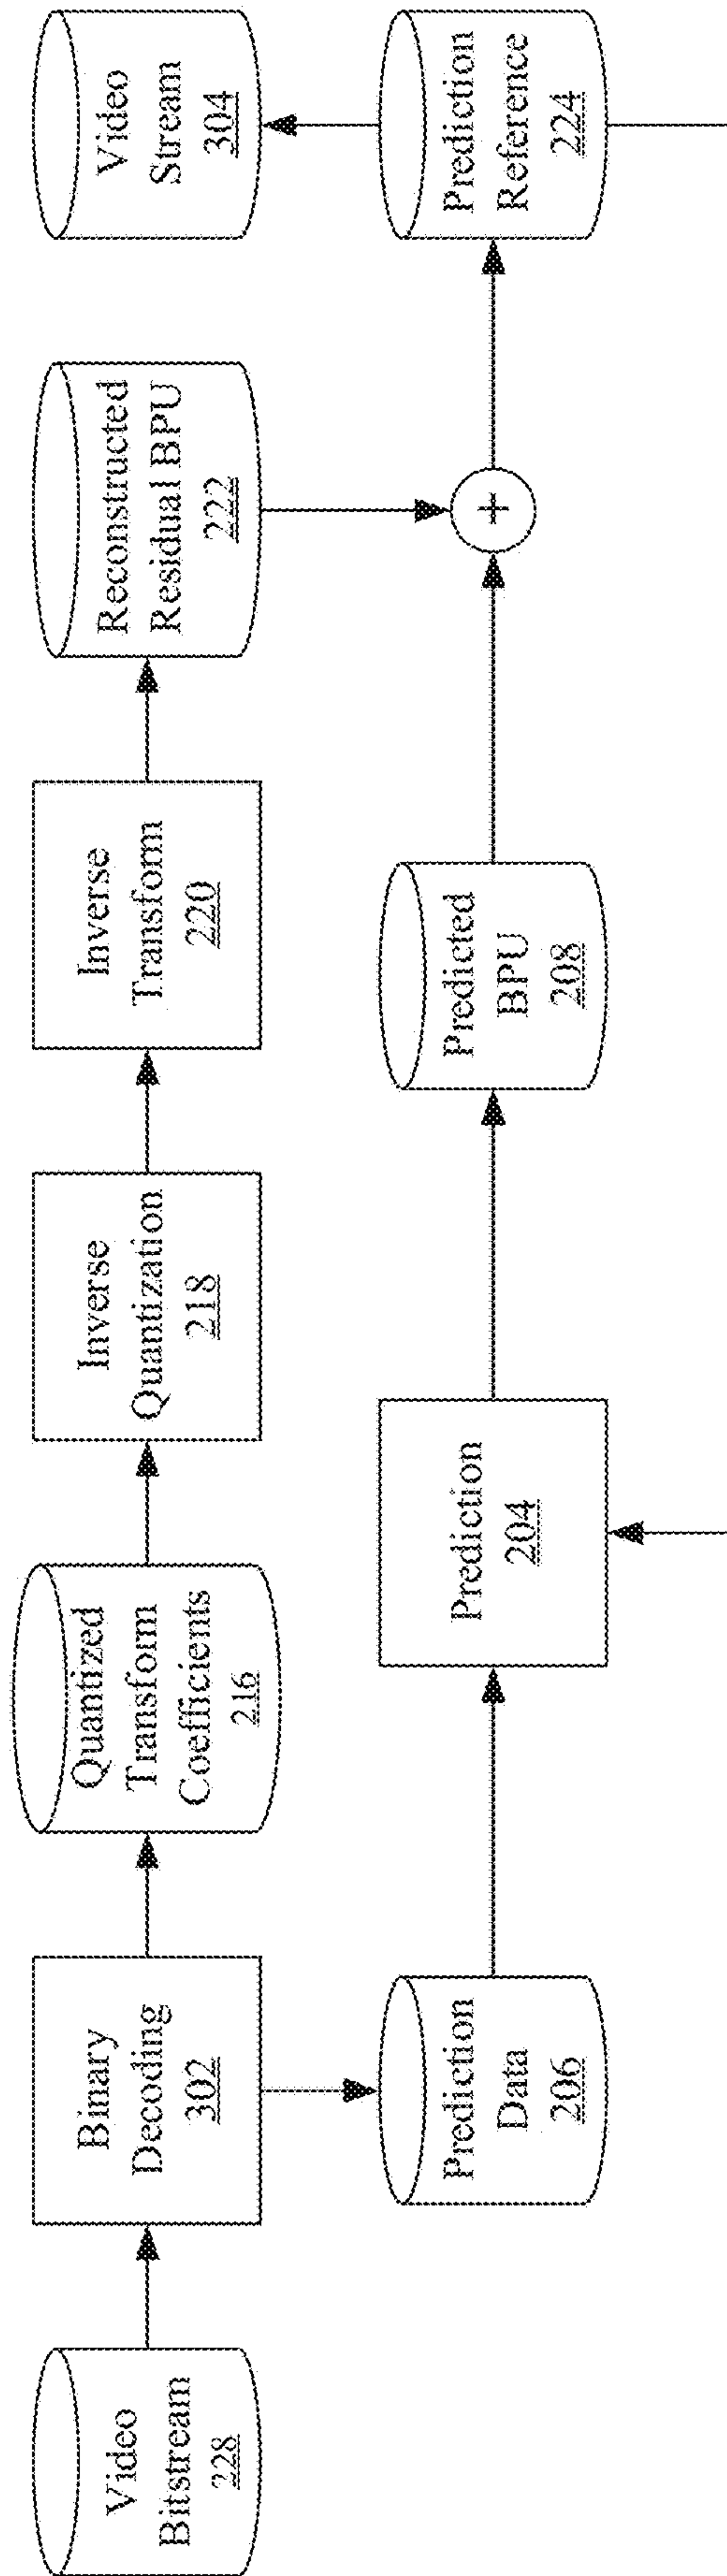 Video
Bitstream
228
Binary
Decoding
302
Quantized
Transform
Coefficients
216
Inverse
Quantization
218
Inverse
Transform
220
Reconstructed
Residual BPU
222
Video
Stream
304
Prediction
Data
206
Prediction
204
Predicted
BPU
208
+
Prediction
Reference
224